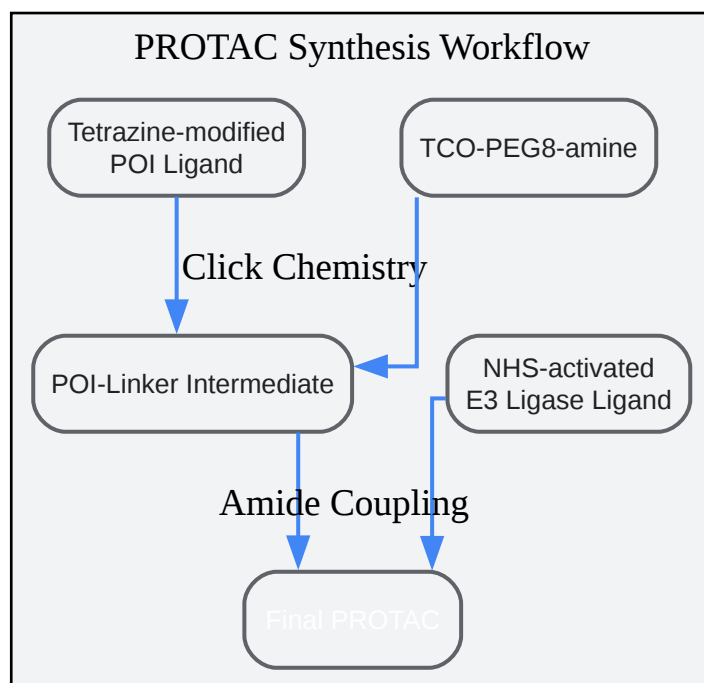 PROTAC Synthesis Workflow
Tetrazine-modified
POI Ligand
TCO-PEG8-amine
Click Chemistry
POI-Linker Intermediate
NHS-activated
E3 Ligase Ligand
Amide Coupling
Final PROTAC